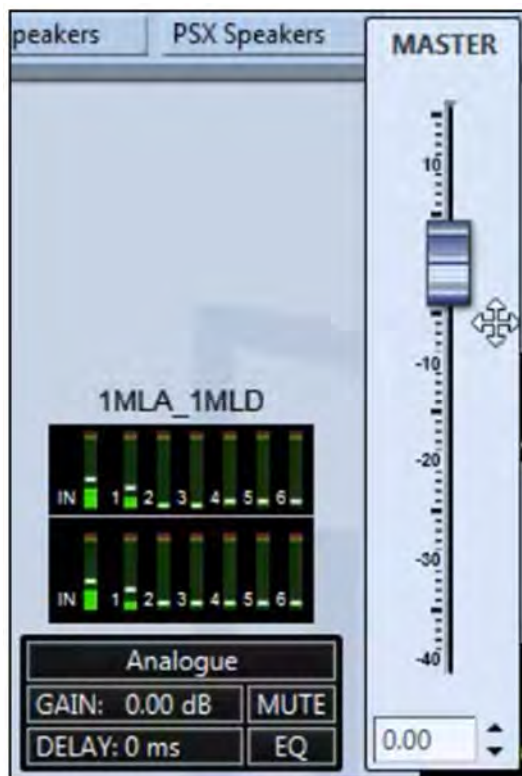 peakers
PSX Speakers
MASTER
10
-10
-20
-30
-40
1MLA_1MLD
IN 1 2 3 4 5 6
IN 1 2 3 4 5 6
Analogue
GAIN: 0.00 dB
MUTE
DELAY: 0 ms
EQ
0.00